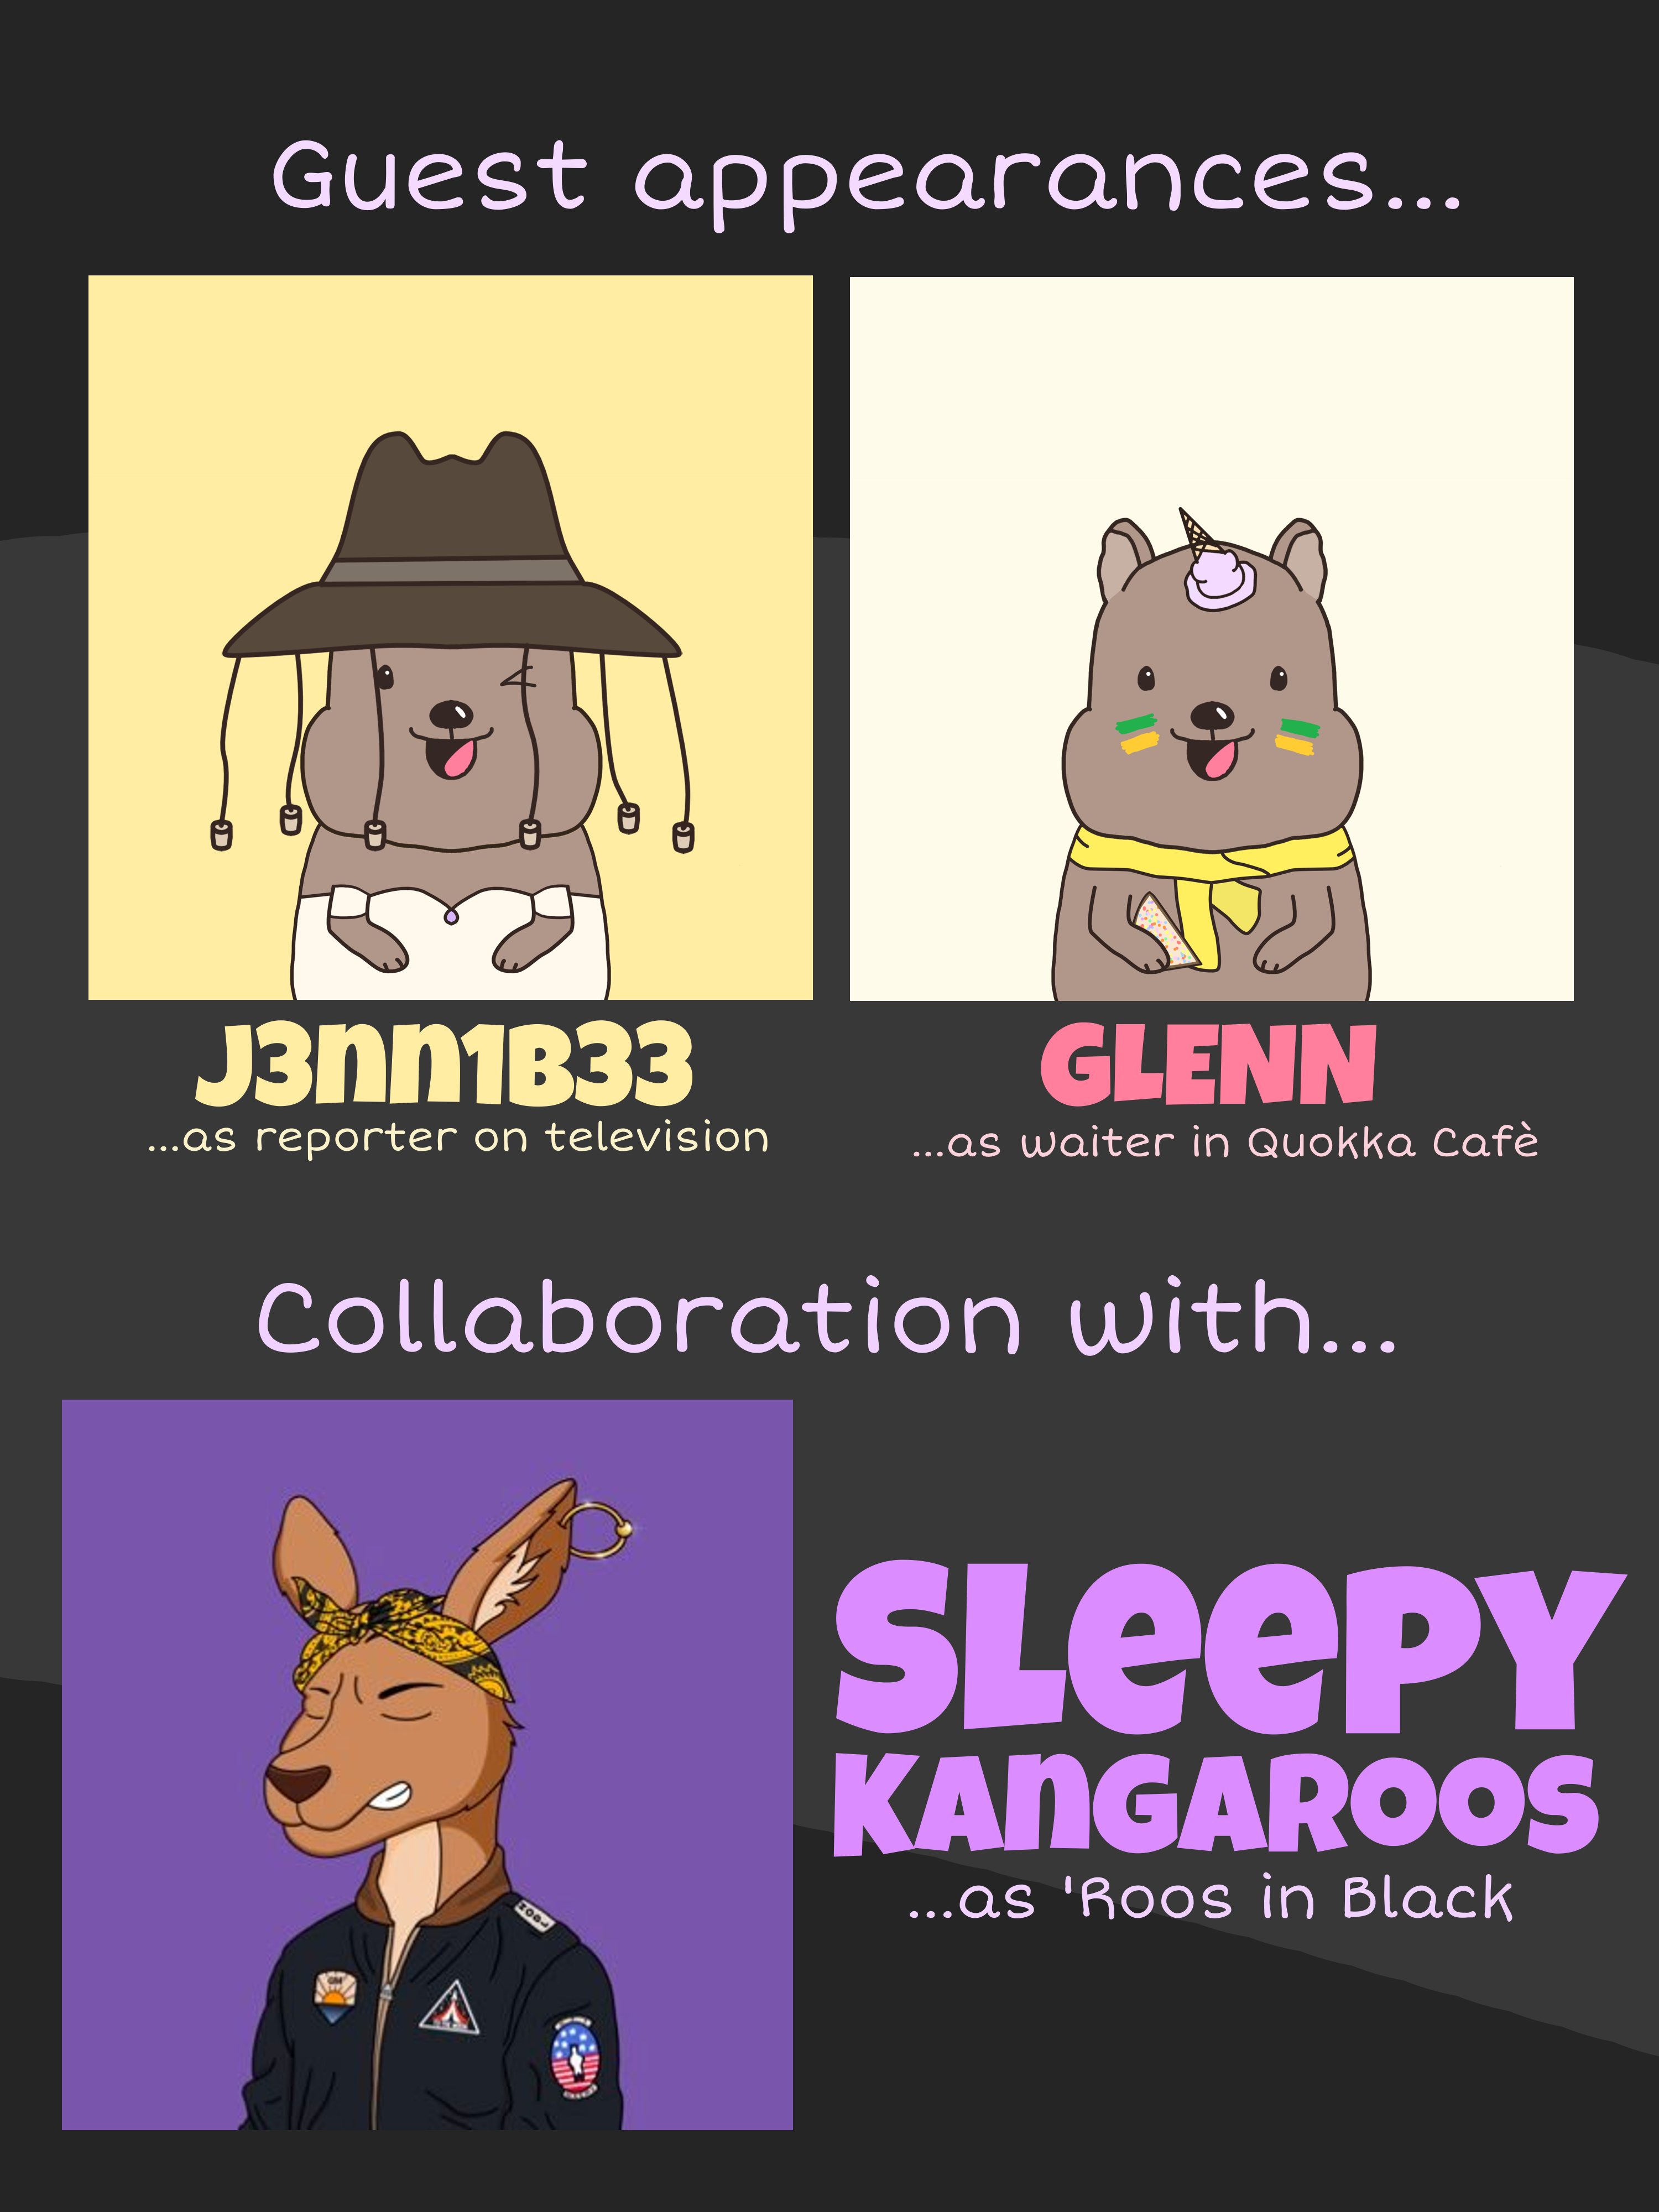 Guest appearances...
J3NN1B33
...as reporter on television
GLENN
...as waiter in Quokka Cafè
Collaboration with...
SLeePY
KANGAROOS
...as 'Roos in Black
GM